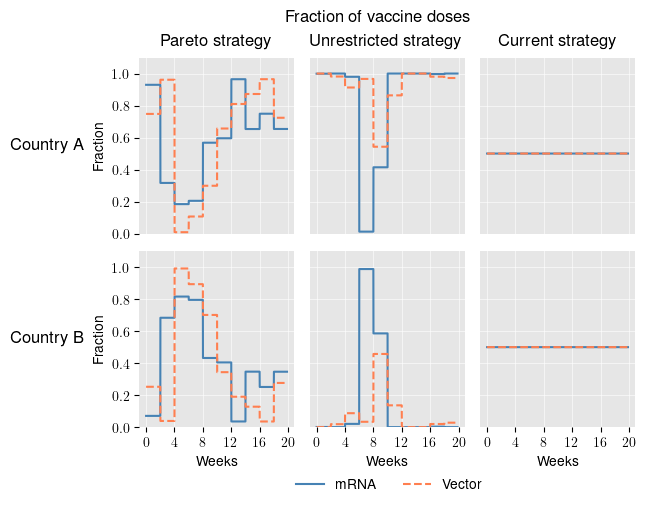 Fraction of vaccine doses
Pareto strategy Unrestricted strategy Current strategy
1.0
0.8
0.6
0.4
0.2
0.0
Fraction
Country A
1.0
0.8
0.6
0.4
0.2
0.0
Fraction
Country B
0 4 8 12 16 20 0 4 8 12 16 20 0 4 8 12 16 20
Weeks Weeks Weeks
mRNA Vector